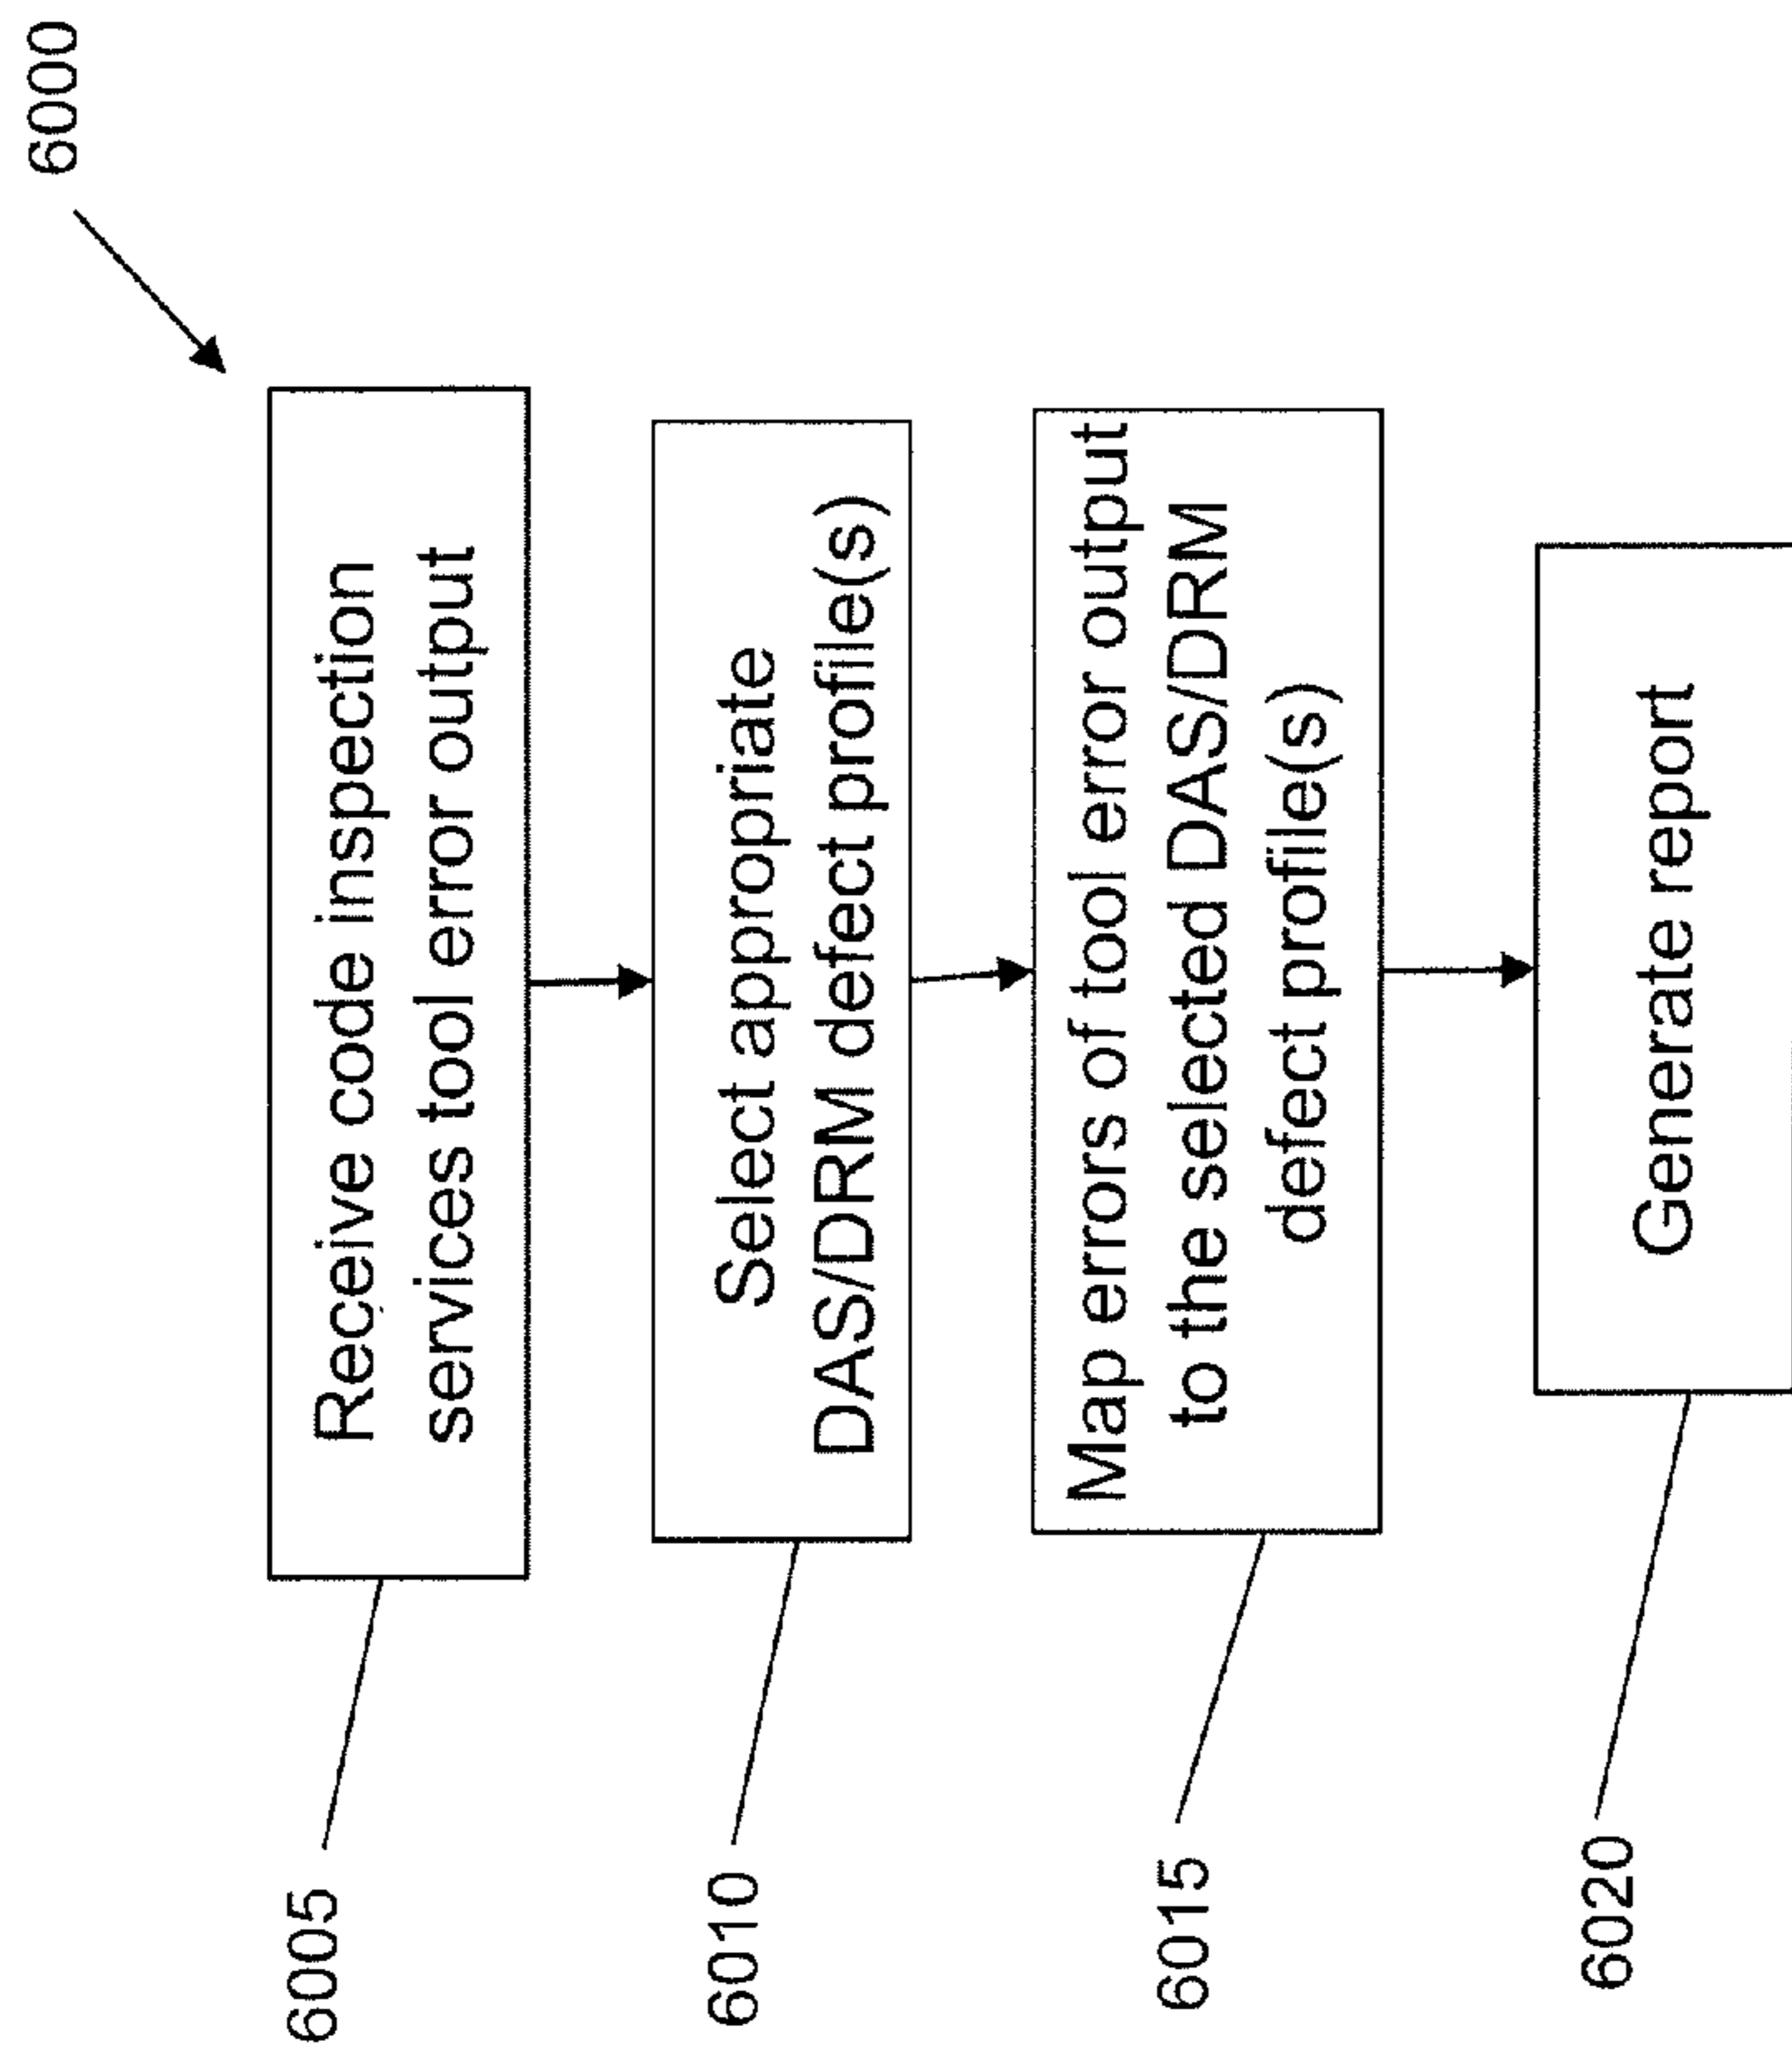 6000
6005
Receive code inspection
services tool error output
6010
Select appropriate
DAS/DRM defect profile(s)
6015
Map errors of tool error output
to the selected DAS/DRM
defect profile(s)
6020
Generate report